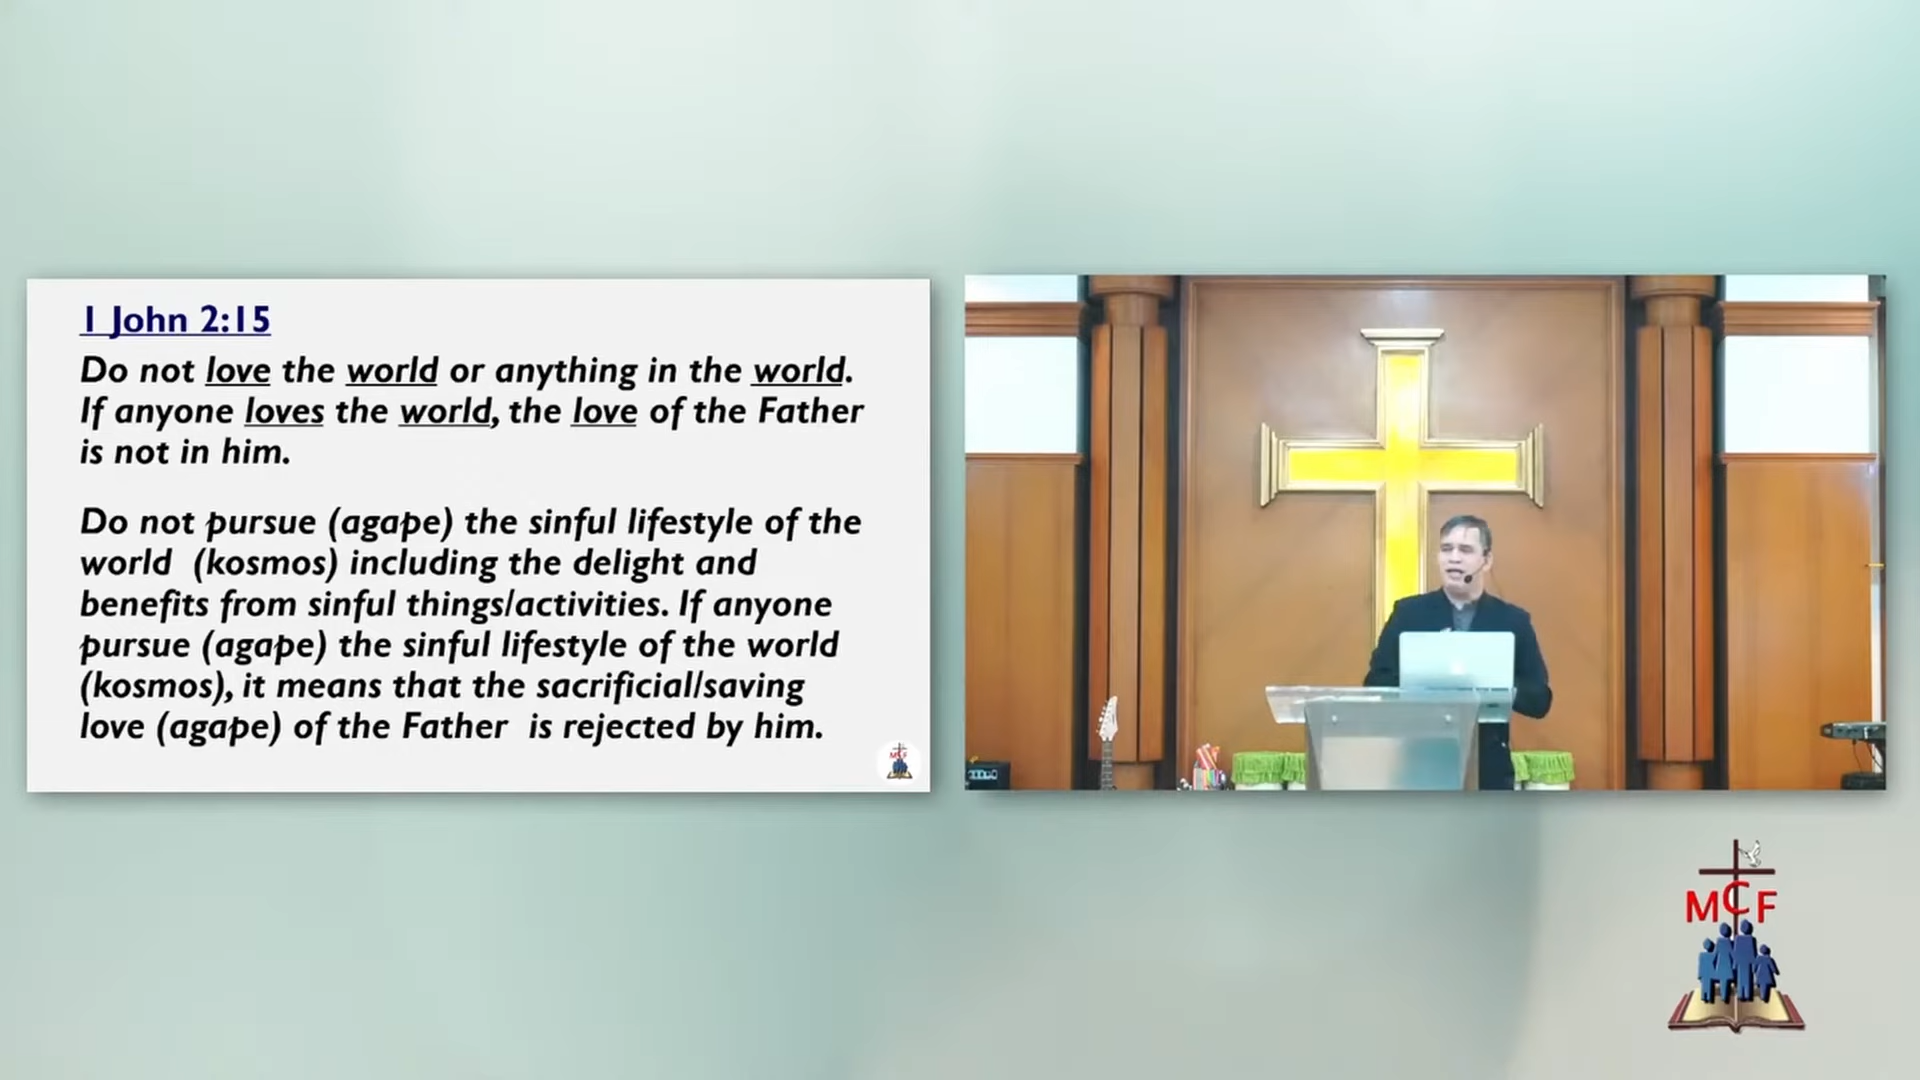 1 John 2:15
Do not love the world or anything in the world.
If anyone loves the world, the love of the Father
is not in him.
Do not pursue (agape) the sinful lifestyle of the
world (kosmos) including the delight and
benefits from sinful things/activities. If anyone
pursue (agape) the sinful lifestyle of the world
(kosmos), it means that the sacrificial/saving
love (agape) of the Father is rejected by him.
MCF
MCF